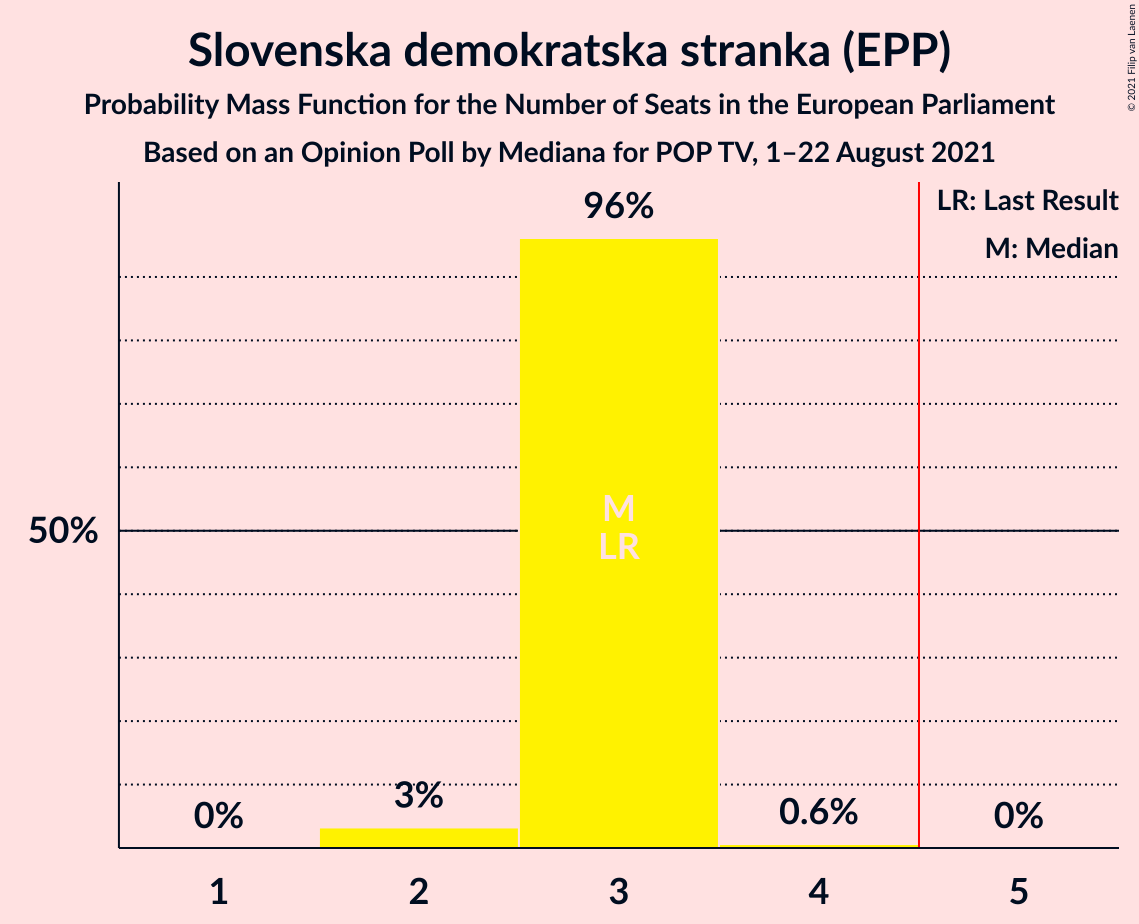 Slovenska demokratska stranka (EPP)
Probability Mass Function for the Number of Seats in the European Parliament
Based on an Opinion Poll by Mediana for POP TV, 1–22 August 2021
© 2021 Filip van Laenen
LR: Last Result
M: Median
96%
M
LR
50%
0%
3%
0.6%
0%
1
2
3
4
5